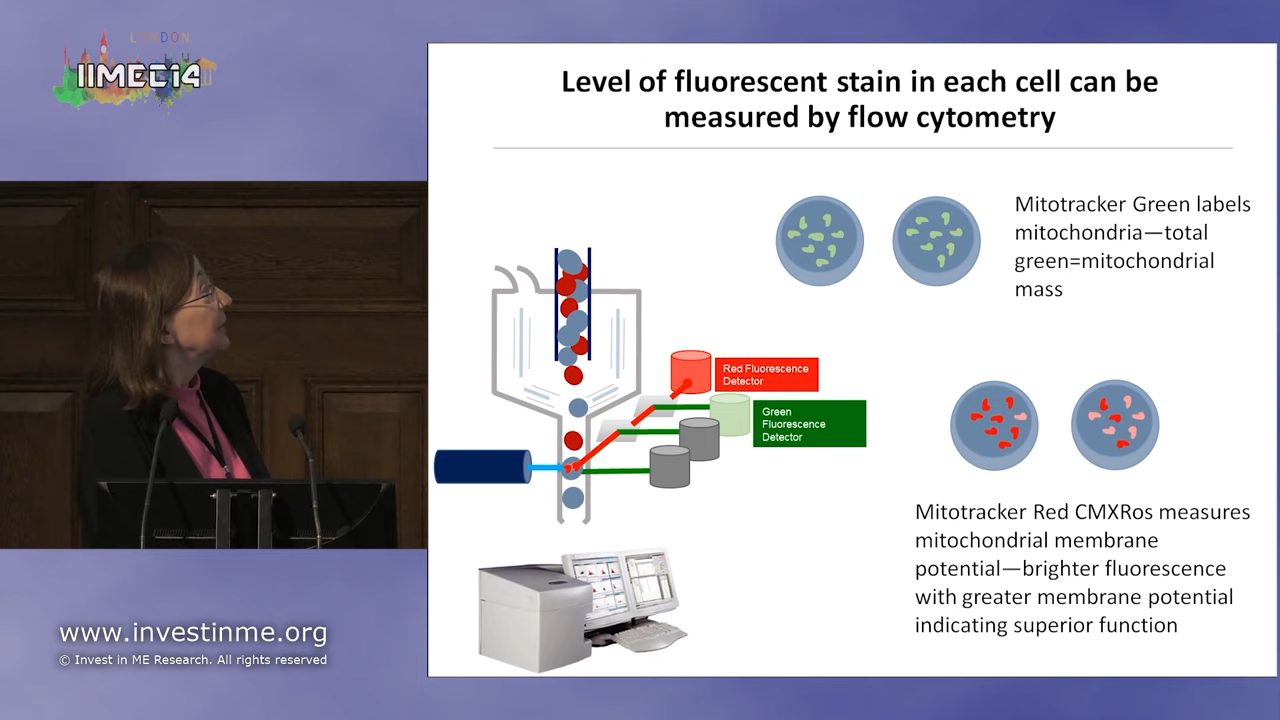 LONDON
IIMEC14
Level of fluorescent stain in each cell can be
measured by flow cytometry
Mitotracker Green labels
mitochondria—total
green=mitochondrial
mass
Red Fluorescence
Detector
Green
Fluorescence
Detector
Mitotracker Red CMXRos measures
mitochondrial membrane
potential—brighter fluorescence
with greater membrane potential
indicating superior function
www.investinme.org
© Invest in ME Research. All rights reserved